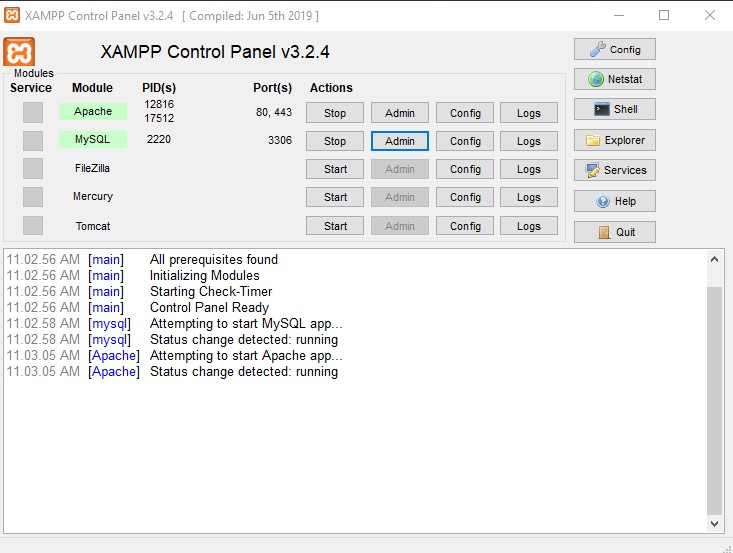 XAMPP Control Panel v3.2.4 [ Compiled: Jun 5th 2019 ]
XAMPP Control Panel v3.2.4
Config
Netstat
Shell
Explorer
Services
Help
Quit
Modules
Service Module PID(s) Port(s) Actions
Apache 12816 17512 80, 443 Stop Admin Config Logs
MySQL 2220 3306 Stop Admin Config Logs
FileZilla Start Admin Config Logs
Mercury Start Admin Config Logs
Tomcat Start Admin Config Logs
11.02.56 AM [main] All prerequisites found
11.02.56 AM [main] Initializing Modules
11.02.56 AM [main] Starting Check-Timer
11.02.56 AM [main] Control Panel Ready
11.02.58 AM [mysql] Attempting to start MySQL app...
11.02.58 AM [mysql] Status change detected: running
11.03.05 AM [Apache] Attempting to start Apache app...
11.03.05 AM [Apache] Status change detected: running